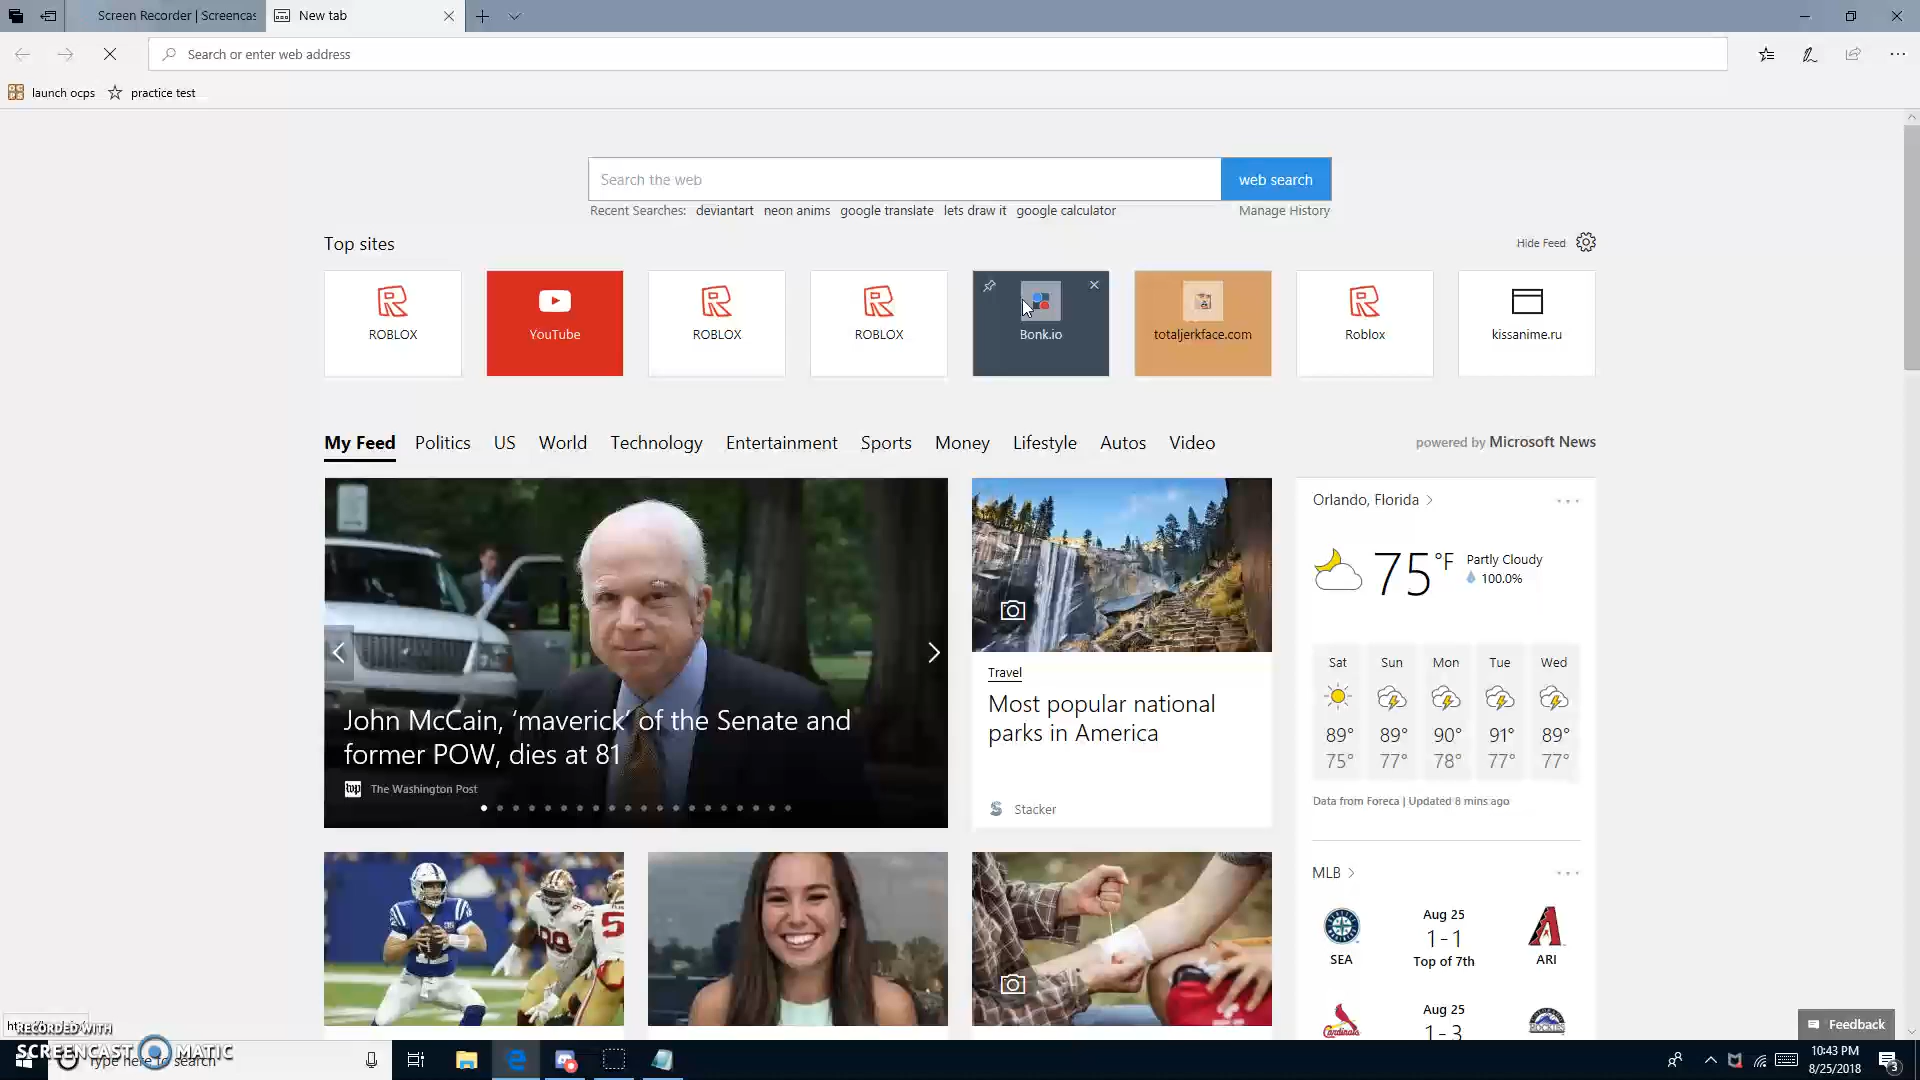 Screen Recorder | Screencas
New tab
Search or enter web address
launch ocps
practice test
Search the web
web search
Recent Searches: deviantart neon anims google translate lets draw it google calculator
Manage History
Top sites
Hide Feed
ROBLOX
YouTube
ROBLOX
ROBLOX
Bonk.io
totaljerkface.com
Roblox
kissanime.ru
My Feed Politics US World Technology Entertainment Sports Money Lifestyle Autos Video
powered by Microsoft News
John McCain, ‘maverick’ of the Senate and
former POW, dies at 81
wp The Washington Post
Travel
Most popular national
parks in America
S Stacker
Orlando, Florida
75 °F
Partly Cloudy
100.0%
Sat Sun Mon Tue Wed
89° 89° 90° 91° 89°
75° 77° 78° 77° 77°
Data from Foreca | Updated 8 mins ago
MLB
SEA
Aug 25
1-1
Top of 7th
ARI
Aug 25
1-3
Feedback
RECORDED WITH
SCREENCAST MATIC
Type here to search
10:43 PM
8/25/2018
3